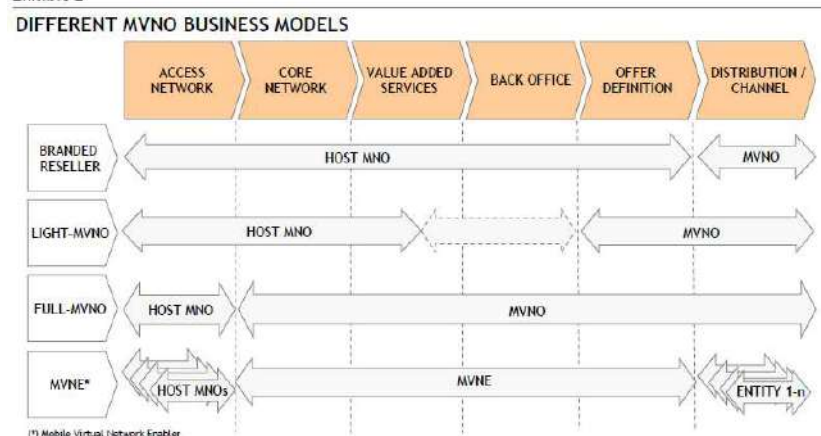 DIFFERENT MVNO BUSINESS MODELS
ACCESS
NETWORK
CORE
NETWORK
VALUE ADDED
SERVICES
BACK OFFICE
OFFER
DEFINITION
DISTRIBUTION /
CHANNEL
BRANDED
RESELLER
HOST MNO
MVNO
LIGHT-MVNO
HOST MNO
MVNO
FULL-MVNO
HOST MNO
MVNO
MVNE*
HOST MNOs
MVNE
ENTITY 1-n
(*) Mobile Virtual Network Enabler